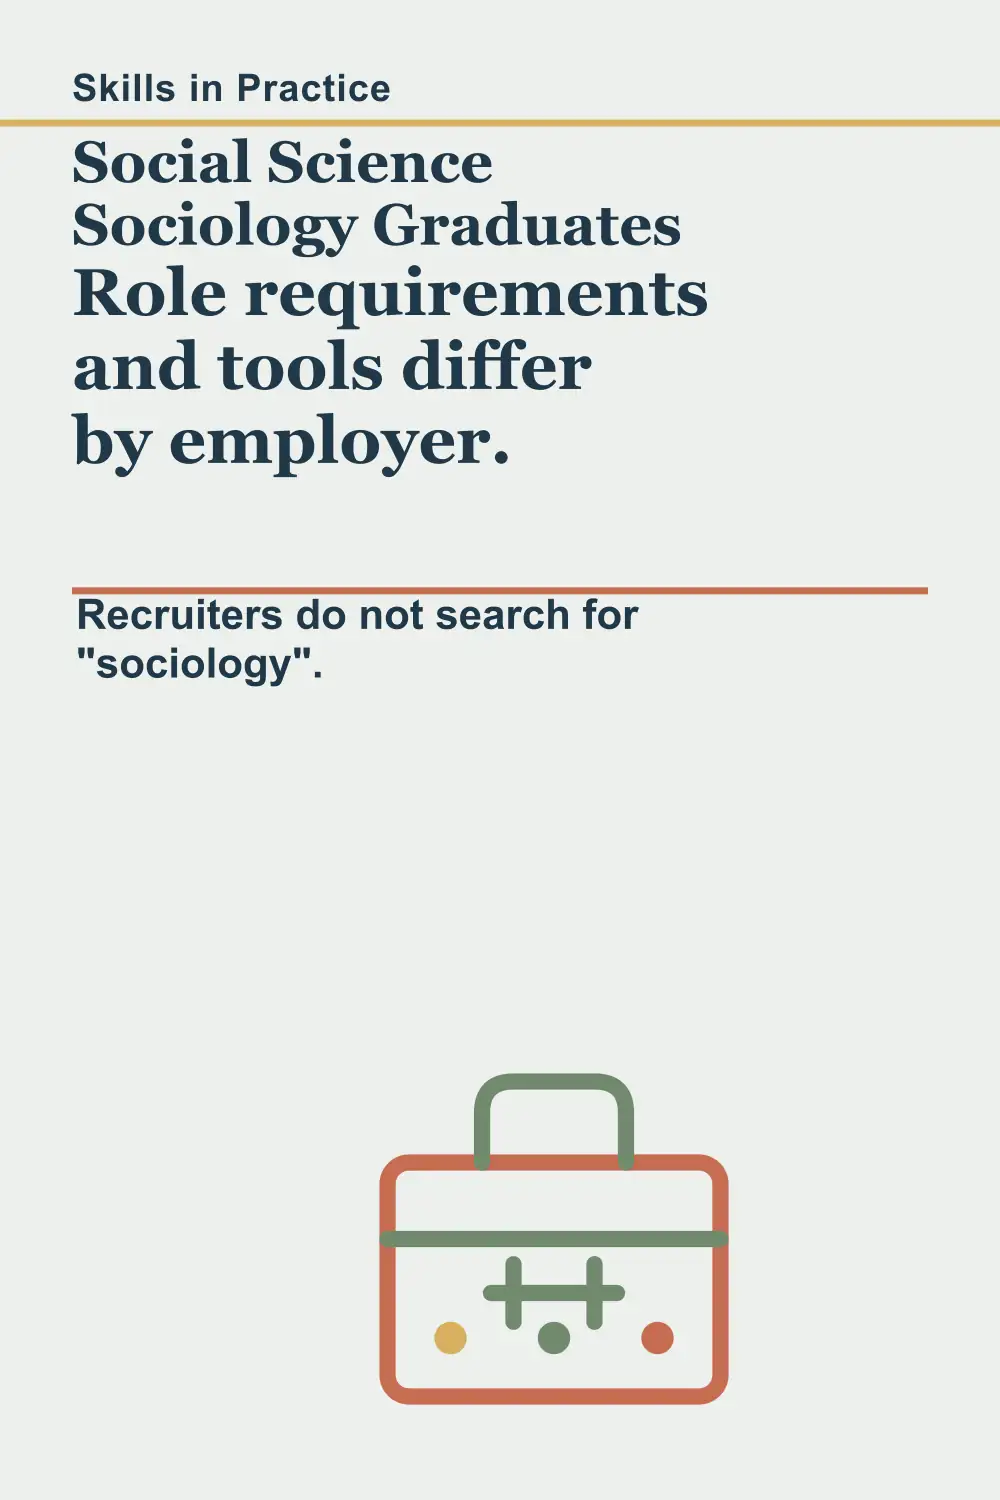 Skills in Practice
Social Science
Sociology Graduates
Role requirements
and tools differ
by employer.
Recruiters do not search for
"sociology".